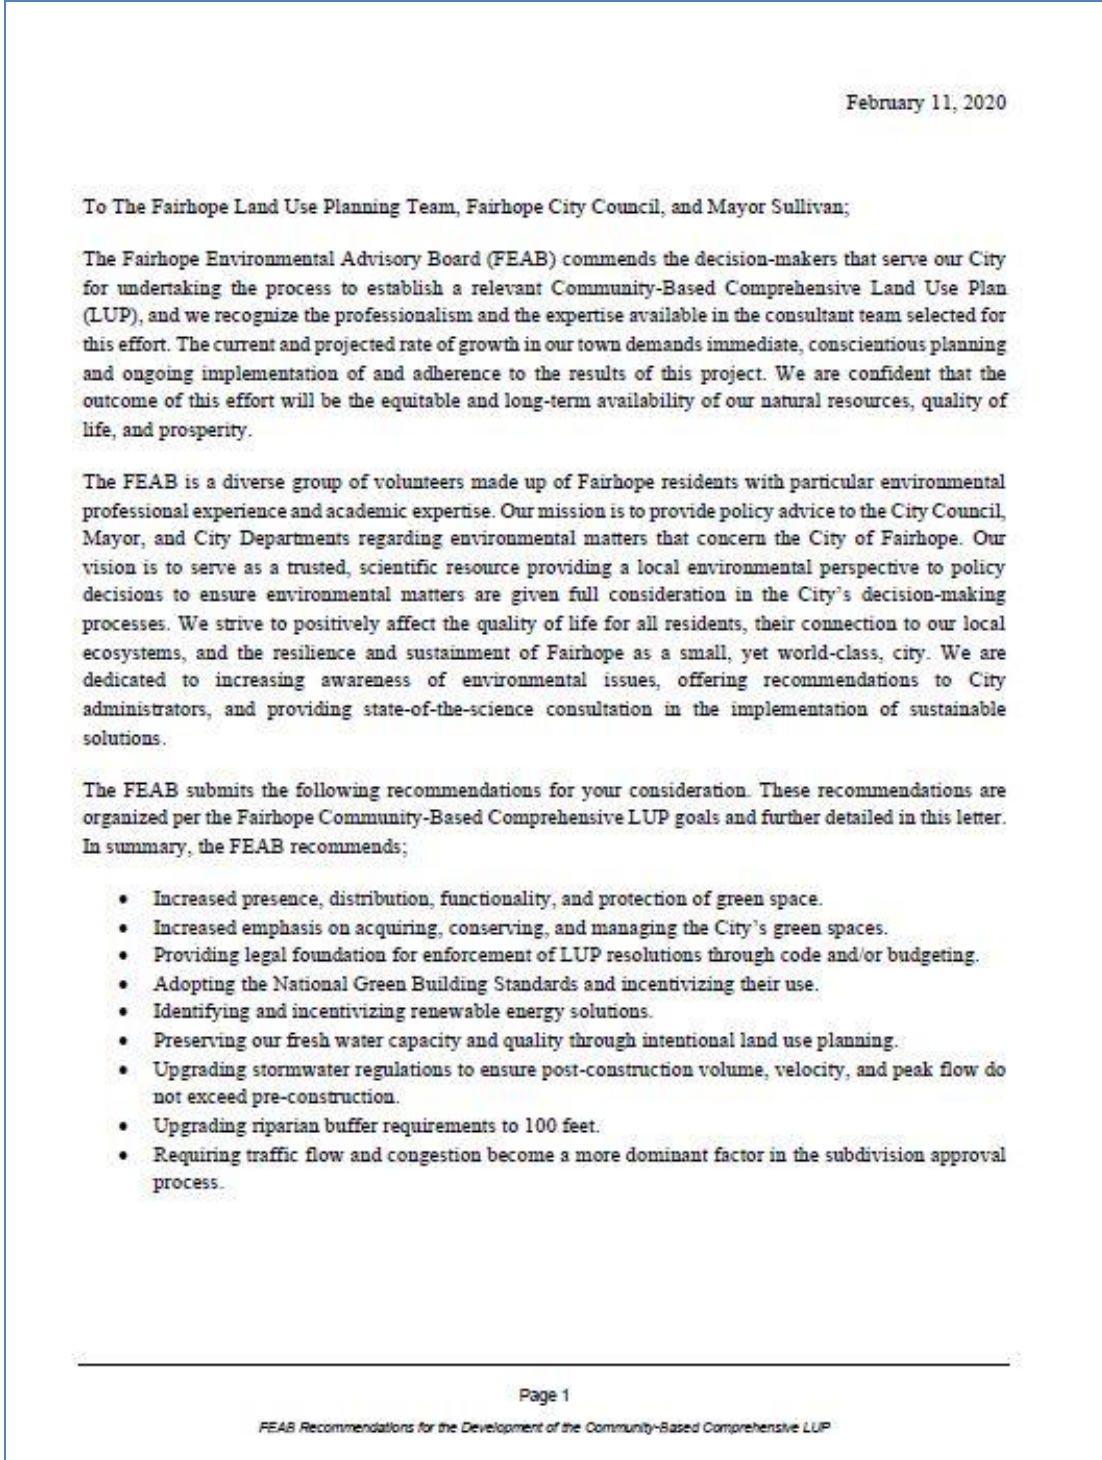 February 11, 2020
To The Fairhope Land Use Planning Team, Fairhope City Council, and Mayor Sullivan;
The Fairhope Environmental Advisory Board (FEAB) commends the decision-makers that serve our City
for undertaking the process to establish a relevant Community-Based Comprehensive Land Use Plan
(LUP), and we recognize the professionalism and the expertise available in the consultant team selected for
this effort. The current and projected rate of growth in our town demands immediate, conscientious planning
and ongoing implementation of and adherence to the results of this project. We are confident that the
outcome of this effort will be the equitable and long-term availability of our natural resources, quality of
life, and prosperity.
The FEAB is a diverse group of volunteers made up of Fairhope residents with particular environmental
professional experience and academic expertise. Our mission is to provide policy advice to the City Council,
Mayor, and City Departments regarding environmental matters that concern the City of Fairhope. Our
vision is to serve as a trusted, scientific resource providing a local environmental perspective to policy
decisions to ensure environmental matters are given full consideration in the City's decision-making
processes. We strive to positively affect the quality of life for all residents, their connection to our local
ecosystems, and the resilience and sustainment of Fairhope as a small, yet world-class, city. We are
dedicated to increasing awareness of environmental issues, offering recommendations to City
administrators, and providing state-of-the-science consultation in the implementation of sustainable
solutions.
The FEAB submits the following recommendations for your consideration. These recommendations are
organized per the Fairhope Community-Based Comprehensive LUP goals and further detailed in this letter.
In summary, the FEAB recommends;
• Increased presence, distribution, functionality, and protection of green space.
• Increased emphasis on acquiring, conserving, and managing the City's green spaces.
• Providing legal foundation for enforcement of LUP resolutions through code and/or budgeting.
• Adopting the National Green Building Standards and incentivizing their use.
• Identifying and incentivizing renewable energy solutions.
• Preserving our fresh water capacity and quality through intentional land use planning.
• Upgrading stormwater regulations to ensure post-construction volume, velocity, and peak flow do
not exceed pre-construction.
• Upgrading riparian buffer requirements to 100 feet.
• Requiring traffic flow and congestion become a more dominant factor in the subdivision approval
process.
Page 1
FEAB Recommendations for the Development of the Community-Based Comprehensive LUP